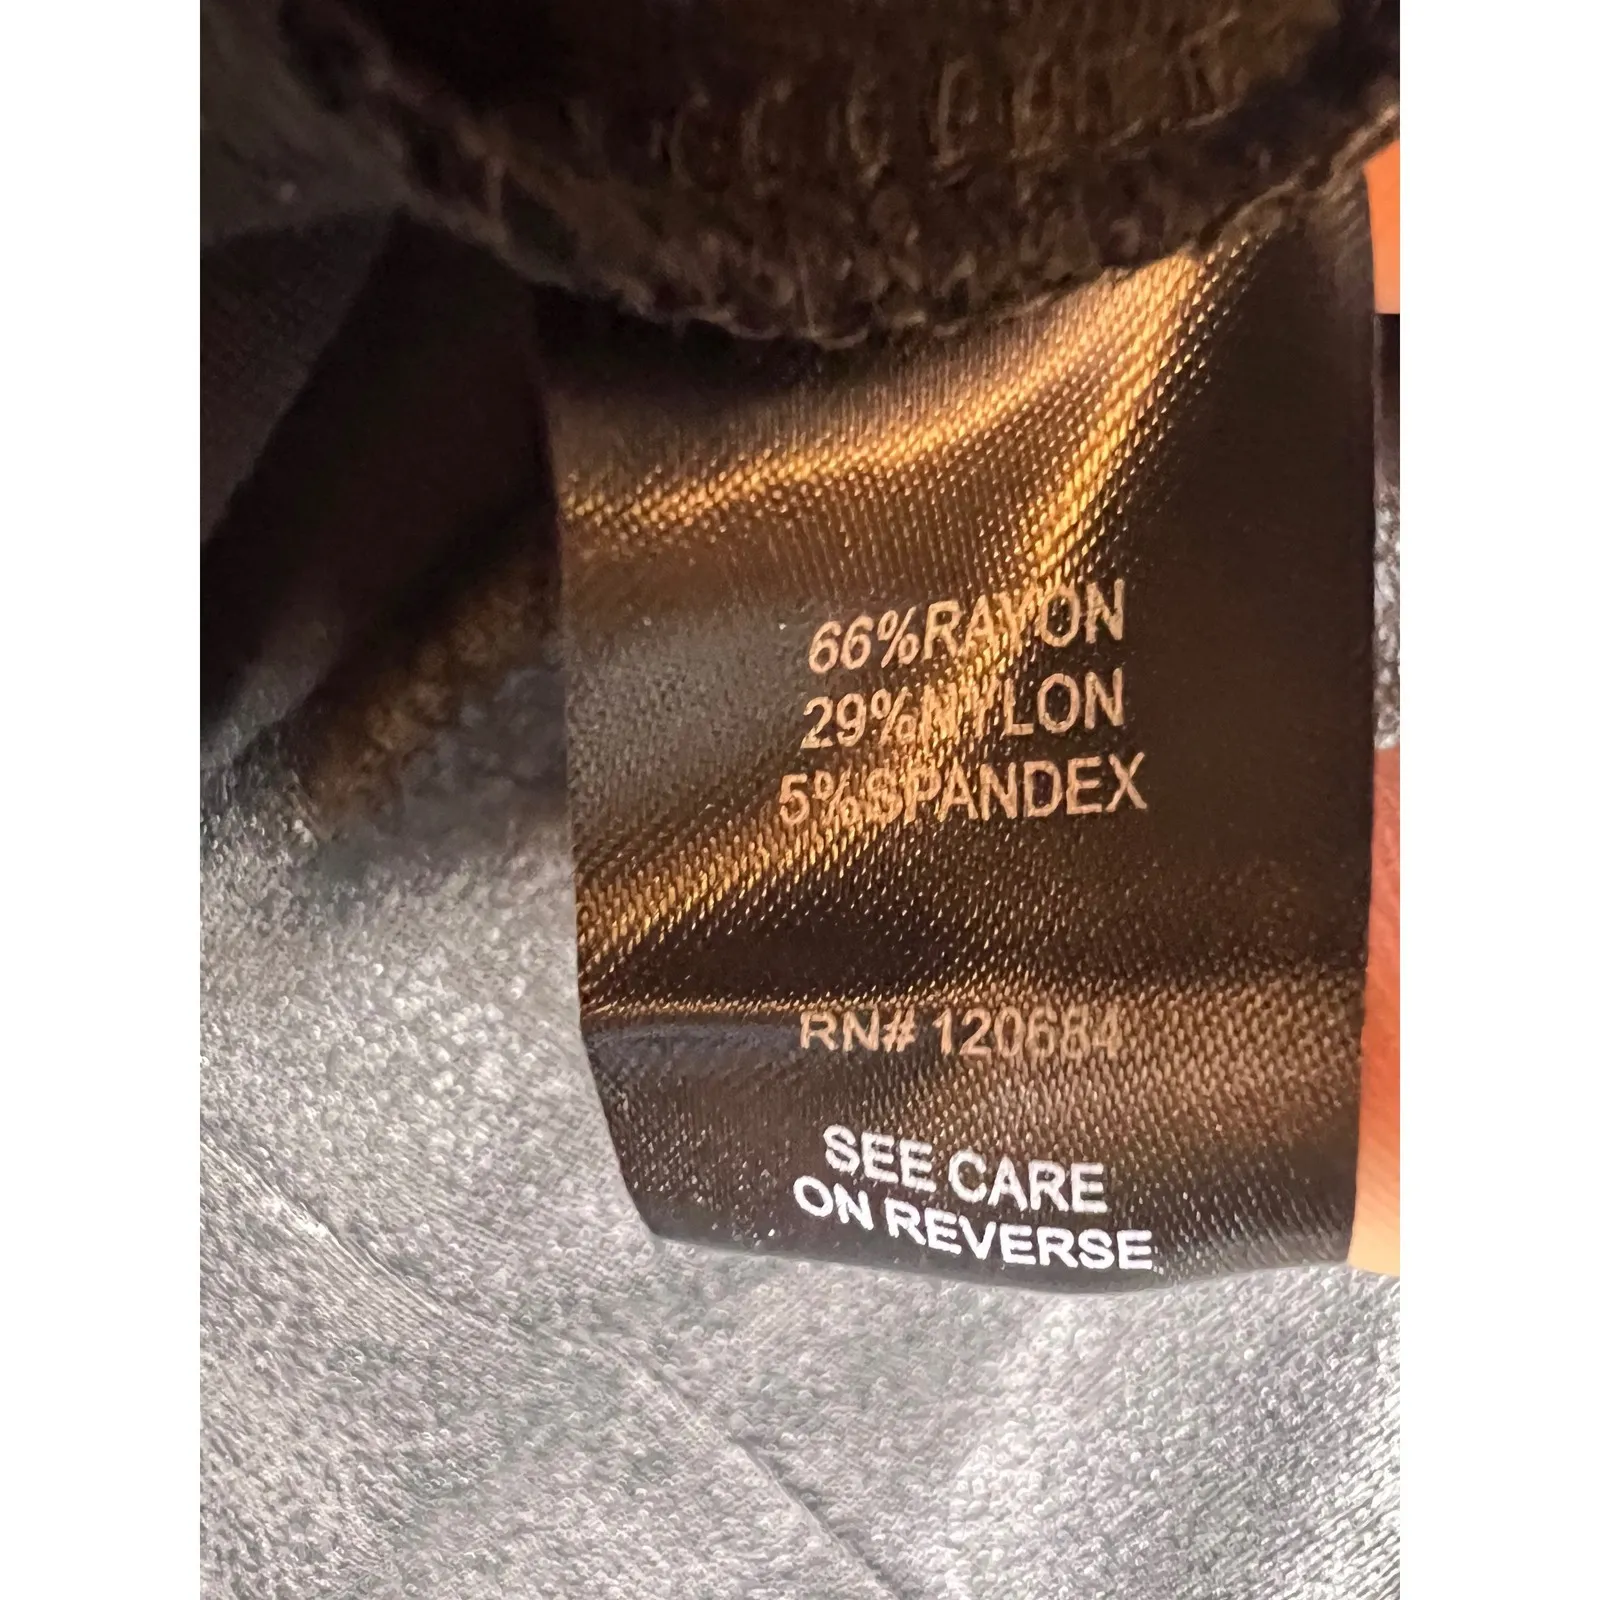 66%RAYON
29%NYLON
5%SPANDEX
RN# 120684
SEE CARE
ON REVERSE